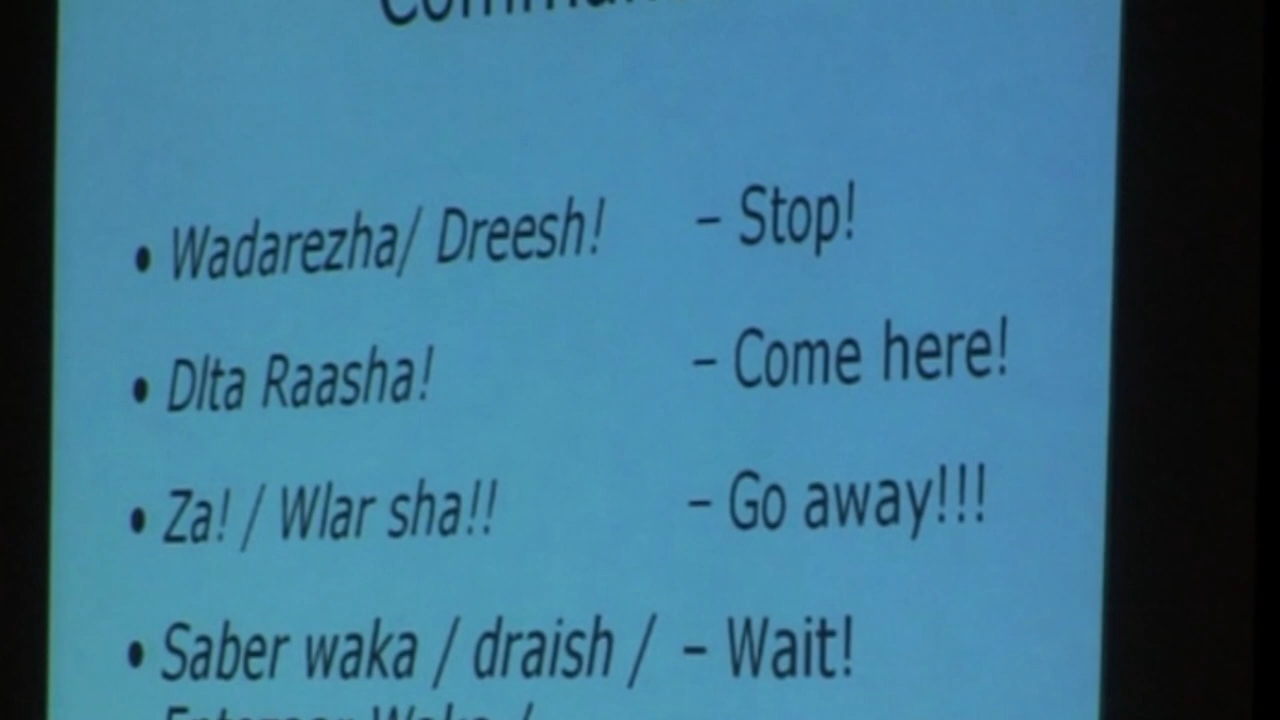 • Wadarezha/ Dreesh! – Stop!
• Dlta Raasha! – Come here!
• Za! / Wlar sha!! – Go away!!!
• Saber waka / draish / – Wait!